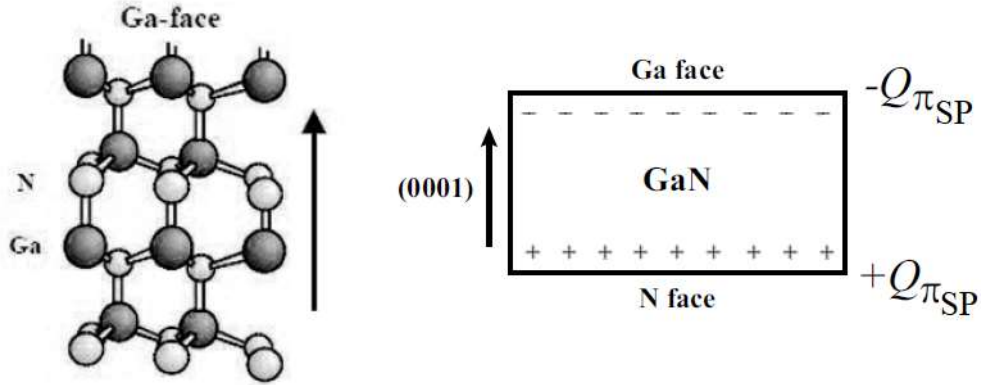 Ga-face
N
Ga
Ga face
-Qπ_SP
− − − − − − − − −
(0001)
GaN
+ + + + + + + + +
N face
+Qπ_SP